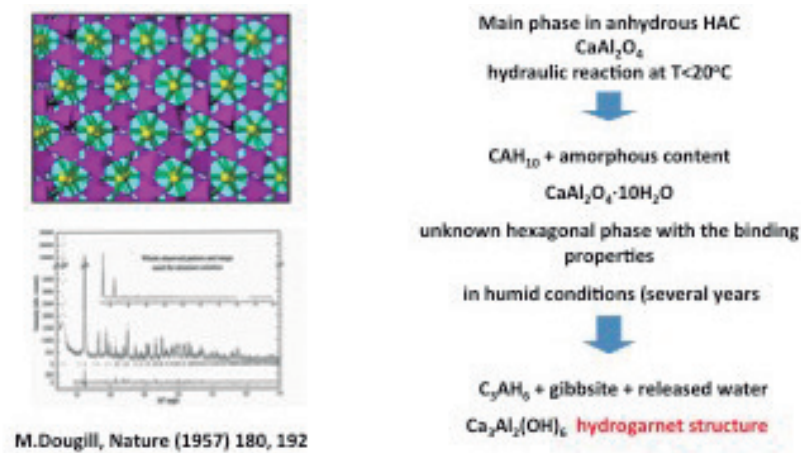 Main phase in anhydrous HAC
CaAl₂O₄
hydraulic reaction at T<20°C
CAH₁₀ + amorphous content
CaAl₂O₄·10H₂O
unknown hexagonal phase with the binding
properties
in humid conditions (several years
C₃AH₆ + gibbsite + released water
Ca₃Al₂(OH)₆ hydrogarnet structure
M.Dougill, Nature (1957) 180, 192